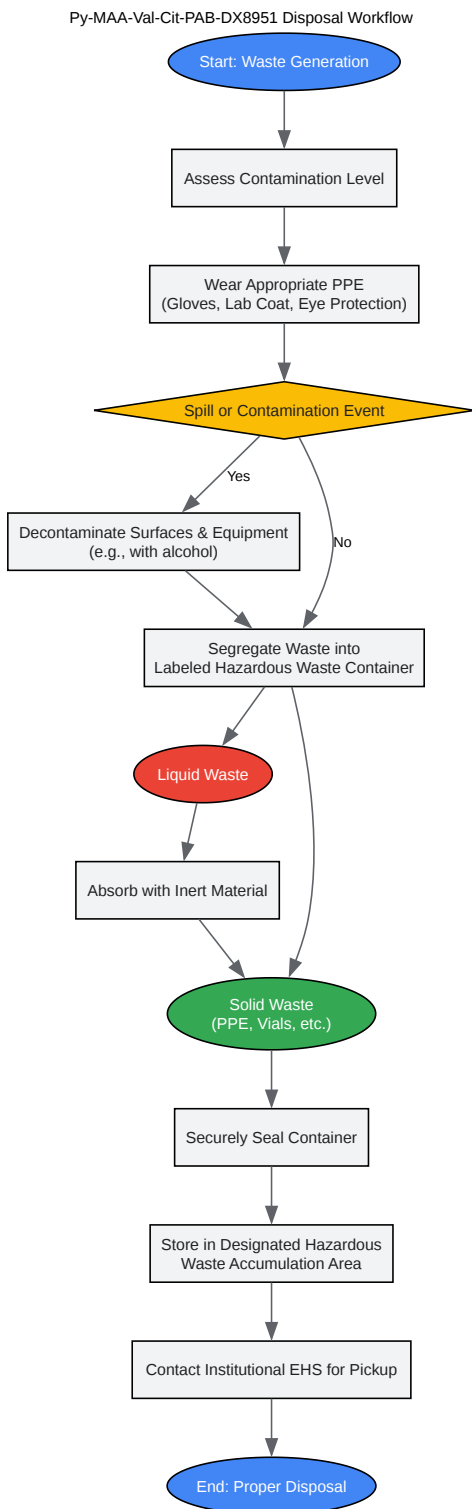 Py-MAA-Val-Cit-PAB-DX8951 Disposal Workflow
Start: Waste Generation
Assess Contamination Level
Wear Appropriate PPE
(Gloves, Lab Coat, Eye Protection)
Spill or Contamination Event
Yes
Decontaminate Surfaces & Equipment
(e.g., with alcohol)
No
Segregate Waste into
Labeled Hazardous Waste Container
Liquid Waste
Absorb with Inert Material
Solid Waste
(PPE, Vials, etc.)
Securely Seal Container
Store in Designated Hazardous
Waste Accumulation Area
Contact Institutional EHS for Pickup
End: Proper Disposal